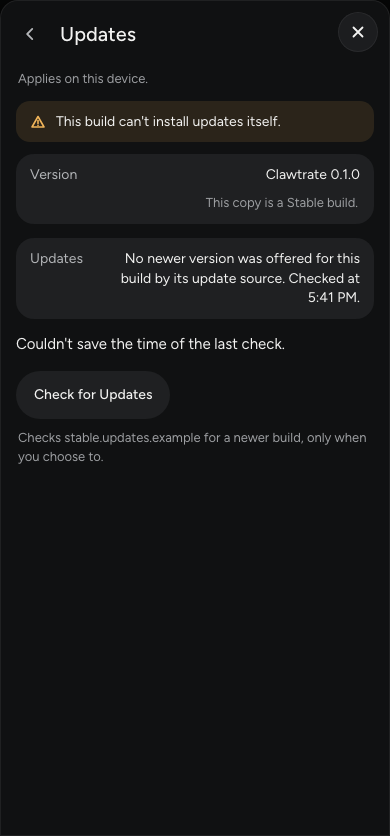 Updates
Applies on this device.
This build can't install updates itself.
Version
Clawtrate 0.1.0
This copy is a Stable build.
Updates
No newer version was offered for this
build by its update source. Checked at
5:41 PM.
Couldn't save the time of the last check.
Check for Updates
Checks stable.updates.example for a newer build, only when
you choose to.